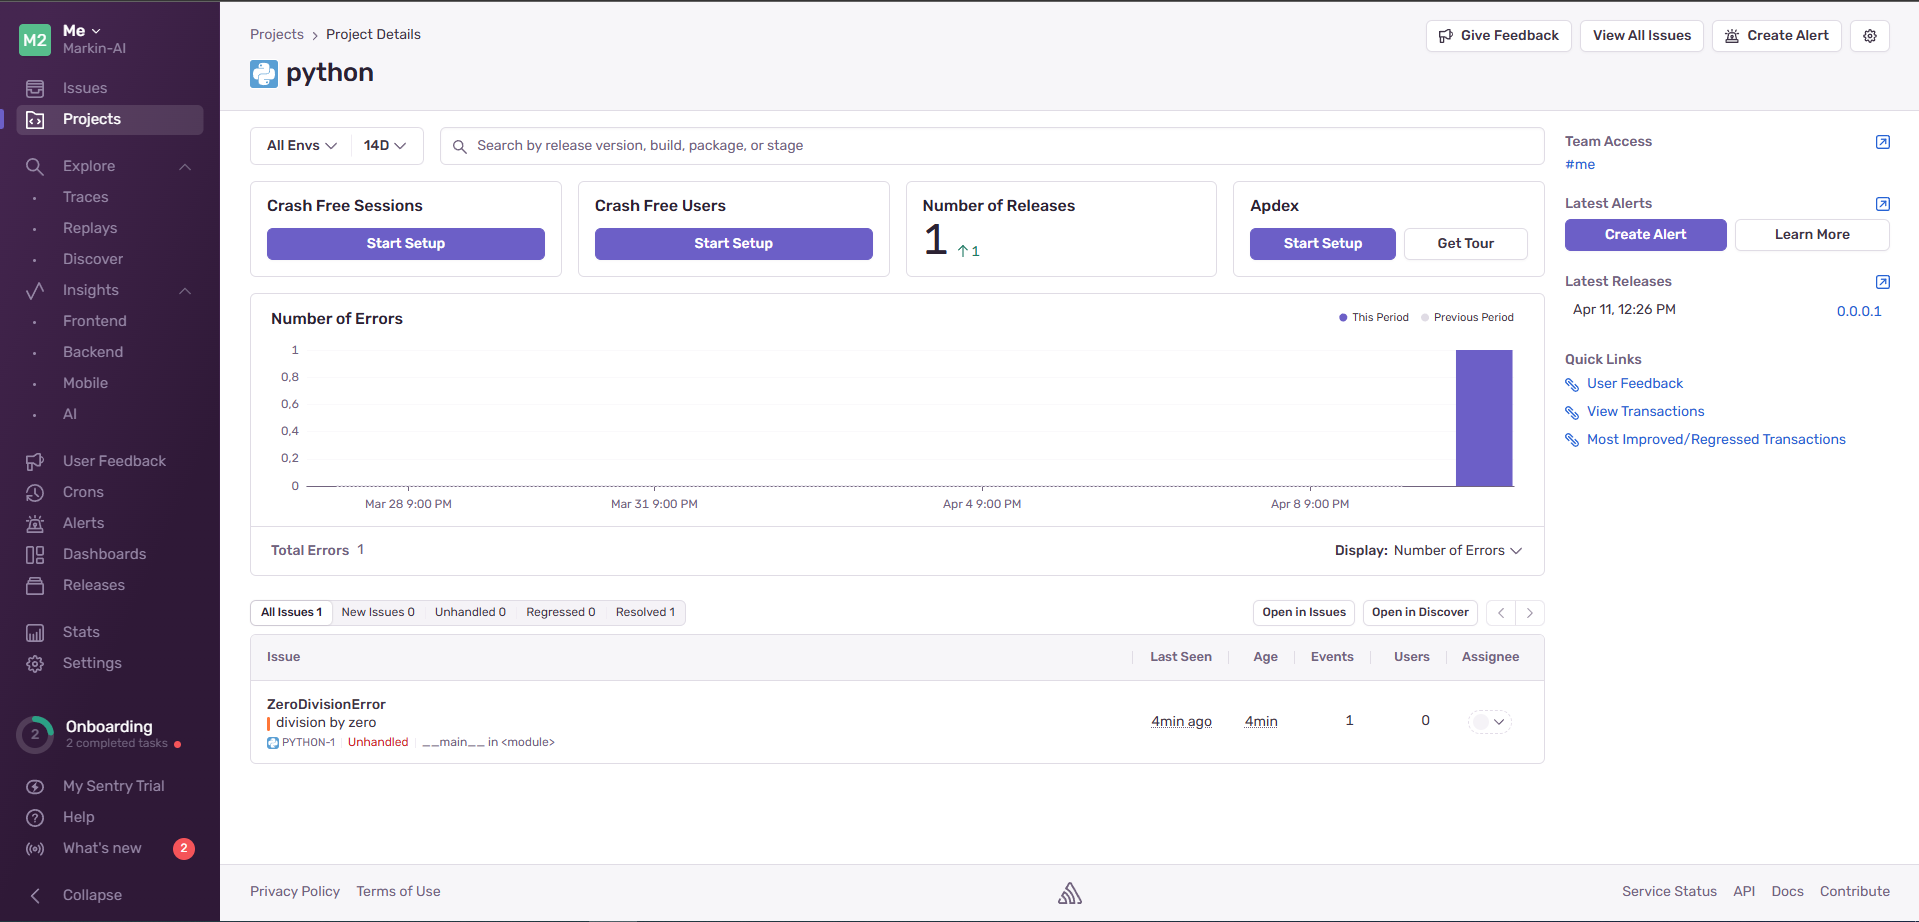 M2
Me
Markin-AI
Issues
Projects
Explore
Traces
Replays
Discover
Insights
Frontend
Backend
Mobile
AI
User Feedback
Crons
Alerts
Dashboards
Releases
Stats
Settings
2
Onboarding
2 completed tasks
My Sentry Trial
Help
What's new 2
Collapse
Projects > Project Details
python
Give Feedback
View All Issues
Create Alert
All Envs
14D
Search by release version, build, package, or stage
Crash Free Sessions
Start Setup
Crash Free Users
Start Setup
Number of Releases
1 ↑1
Apdex
Start Setup
Get Tour
Number of Errors
This Period
Previous Period
1
0,8
0,6
0,4
0,2
0
Mar 28 9:00 PM
Mar 31 9:00 PM
Apr 4 9:00 PM
Apr 8 9:00 PM
Total Errors 1
Display: Number of Errors
All Issues 1
New Issues 0
Unhandled 0
Regressed 0
Resolved 1
Open in Issues
Open in Discover
Issue
Last Seen
Age
Events
Users
Assignee
ZeroDivisionError
division by zero
PYTHON-1 Unhandled __main__ in <module>
4min ago
4min
1
0
Team Access
#me
Latest Alerts
Create Alert
Learn More
Latest Releases
Apr 11, 12:26 PM
0.0.0.1
Quick Links
User Feedback
View Transactions
Most Improved/Regressed Transactions
Privacy Policy
Terms of Use
Service Status
API
Docs
Contribute